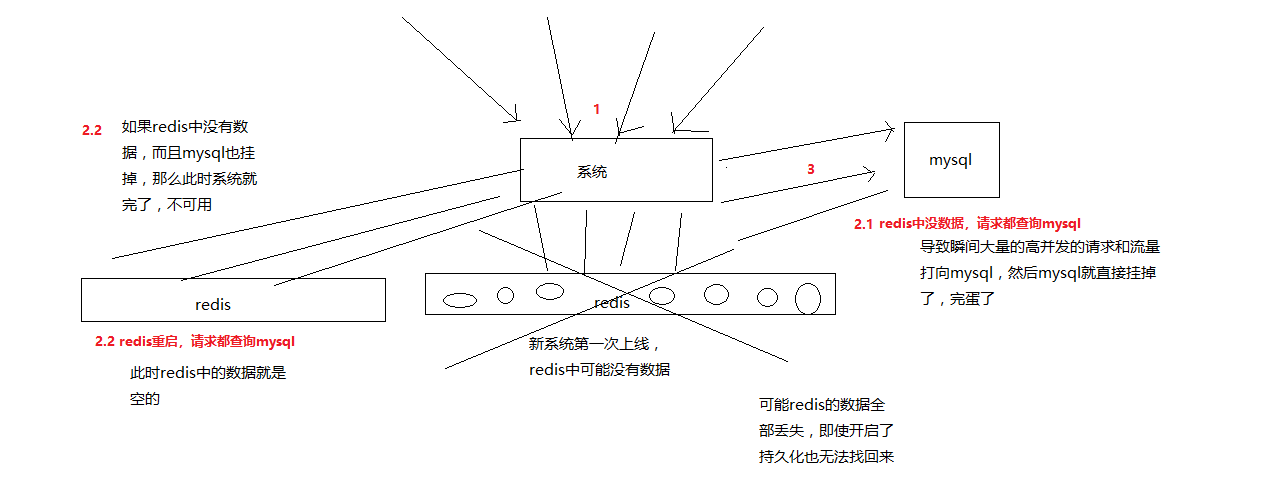 1
2.2
如果redis中没有数
据，而且mysql也挂
掉，那么此时系统就
完了，不可用
系统
3
mysql
2.1 redis中没数据，请求都查询mysql
导致瞬间大量的高并发的请求和流量
打向mysql，然后mysql就直接挂掉
了，完蛋了
redis
redis
2.2 redis重启，请求都查询mysql
此时redis中的数据就是
空的
新系统第一次上线，
redis中可能没有数据
可能redis的数据全
部丢失，即使开启了
持久化也无法找回来